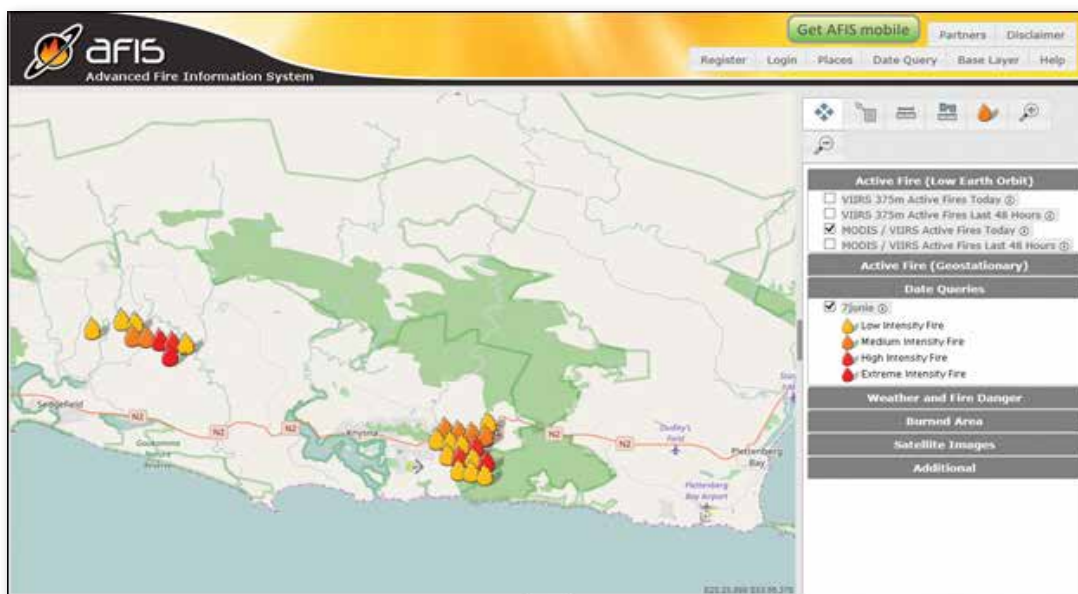 Get AFIS mobile
Partners Disclaimer
AFIS
Advanced Fire Information System
Register Login Places Date Query Base Layer Help
Active Fire (Low Earth Orbit)
VIIRS 375m Active Fires Today
VIIRS 375m Active Fires Last 48 Hours
MODIS / VIIRS Active Fires Today
MODIS / VIIRS Active Fires Last 48 Hours
Active Fire (Geostationary)
Date Queries
7Junie
Low Intensity Fire
Medium Intensity Fire
High Intensity Fire
Extreme Intensity Fire
Weather and Fire Danger
Burned Area
Satellite Images
Additional
Sedgefield
N2
N2
N2
Knysna
N2
N2
Dudley's
Field
Plettenberg
Bay
Goukamma
Nature
Reserve
Plettenberg
Bay Airport